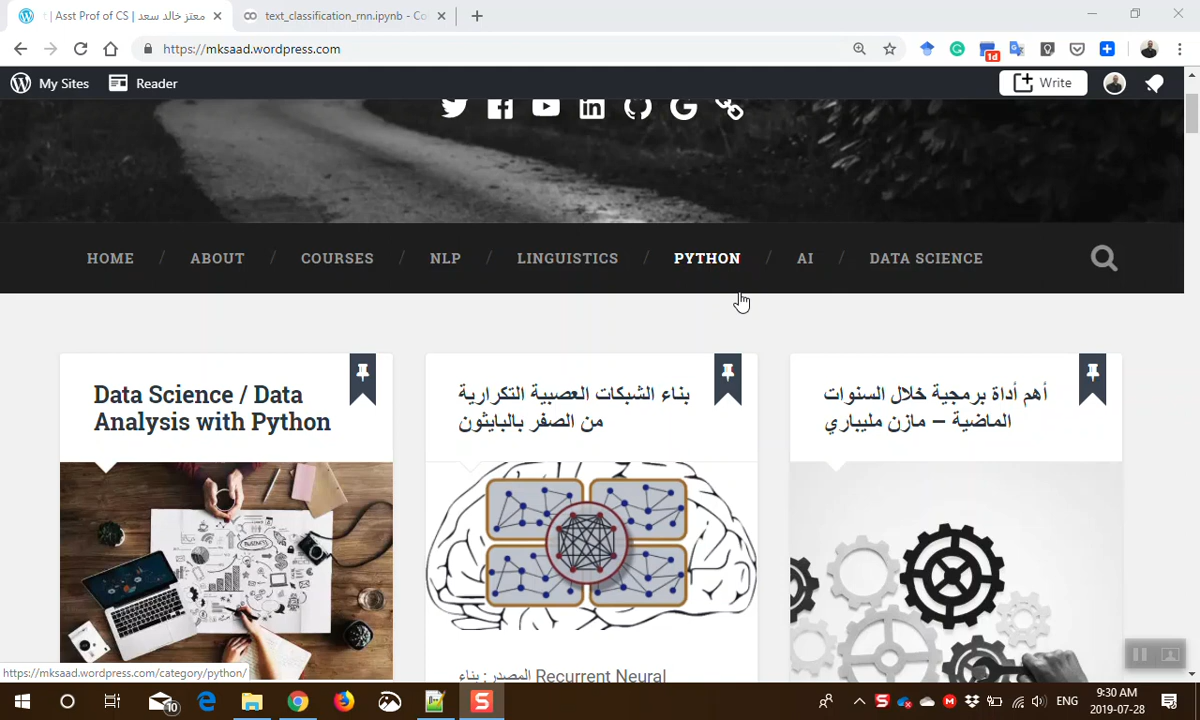 معتز خالد سعد | Asst Prof of CS |
text_classification_rnn.ipynb - Co
https://mksaad.wordpress.com
1d
My Sites
Reader
Write
HOME / ABOUT / COURSES / NLP / LINGUISTICS / PYTHON / AI / DATA SCIENCE
Data Science / Data
Analysis with Python
بناء الشبكات العصبية التكرارية
من الصفر بالبايثون
أهم أداة برمجية خلال السنوات
الماضية – مازن مليباري
المصدر: بناء Recurrent Neural
https://mksaad.wordpress.com/category/python/
10
ENG
9:30 AM
2019-07-28